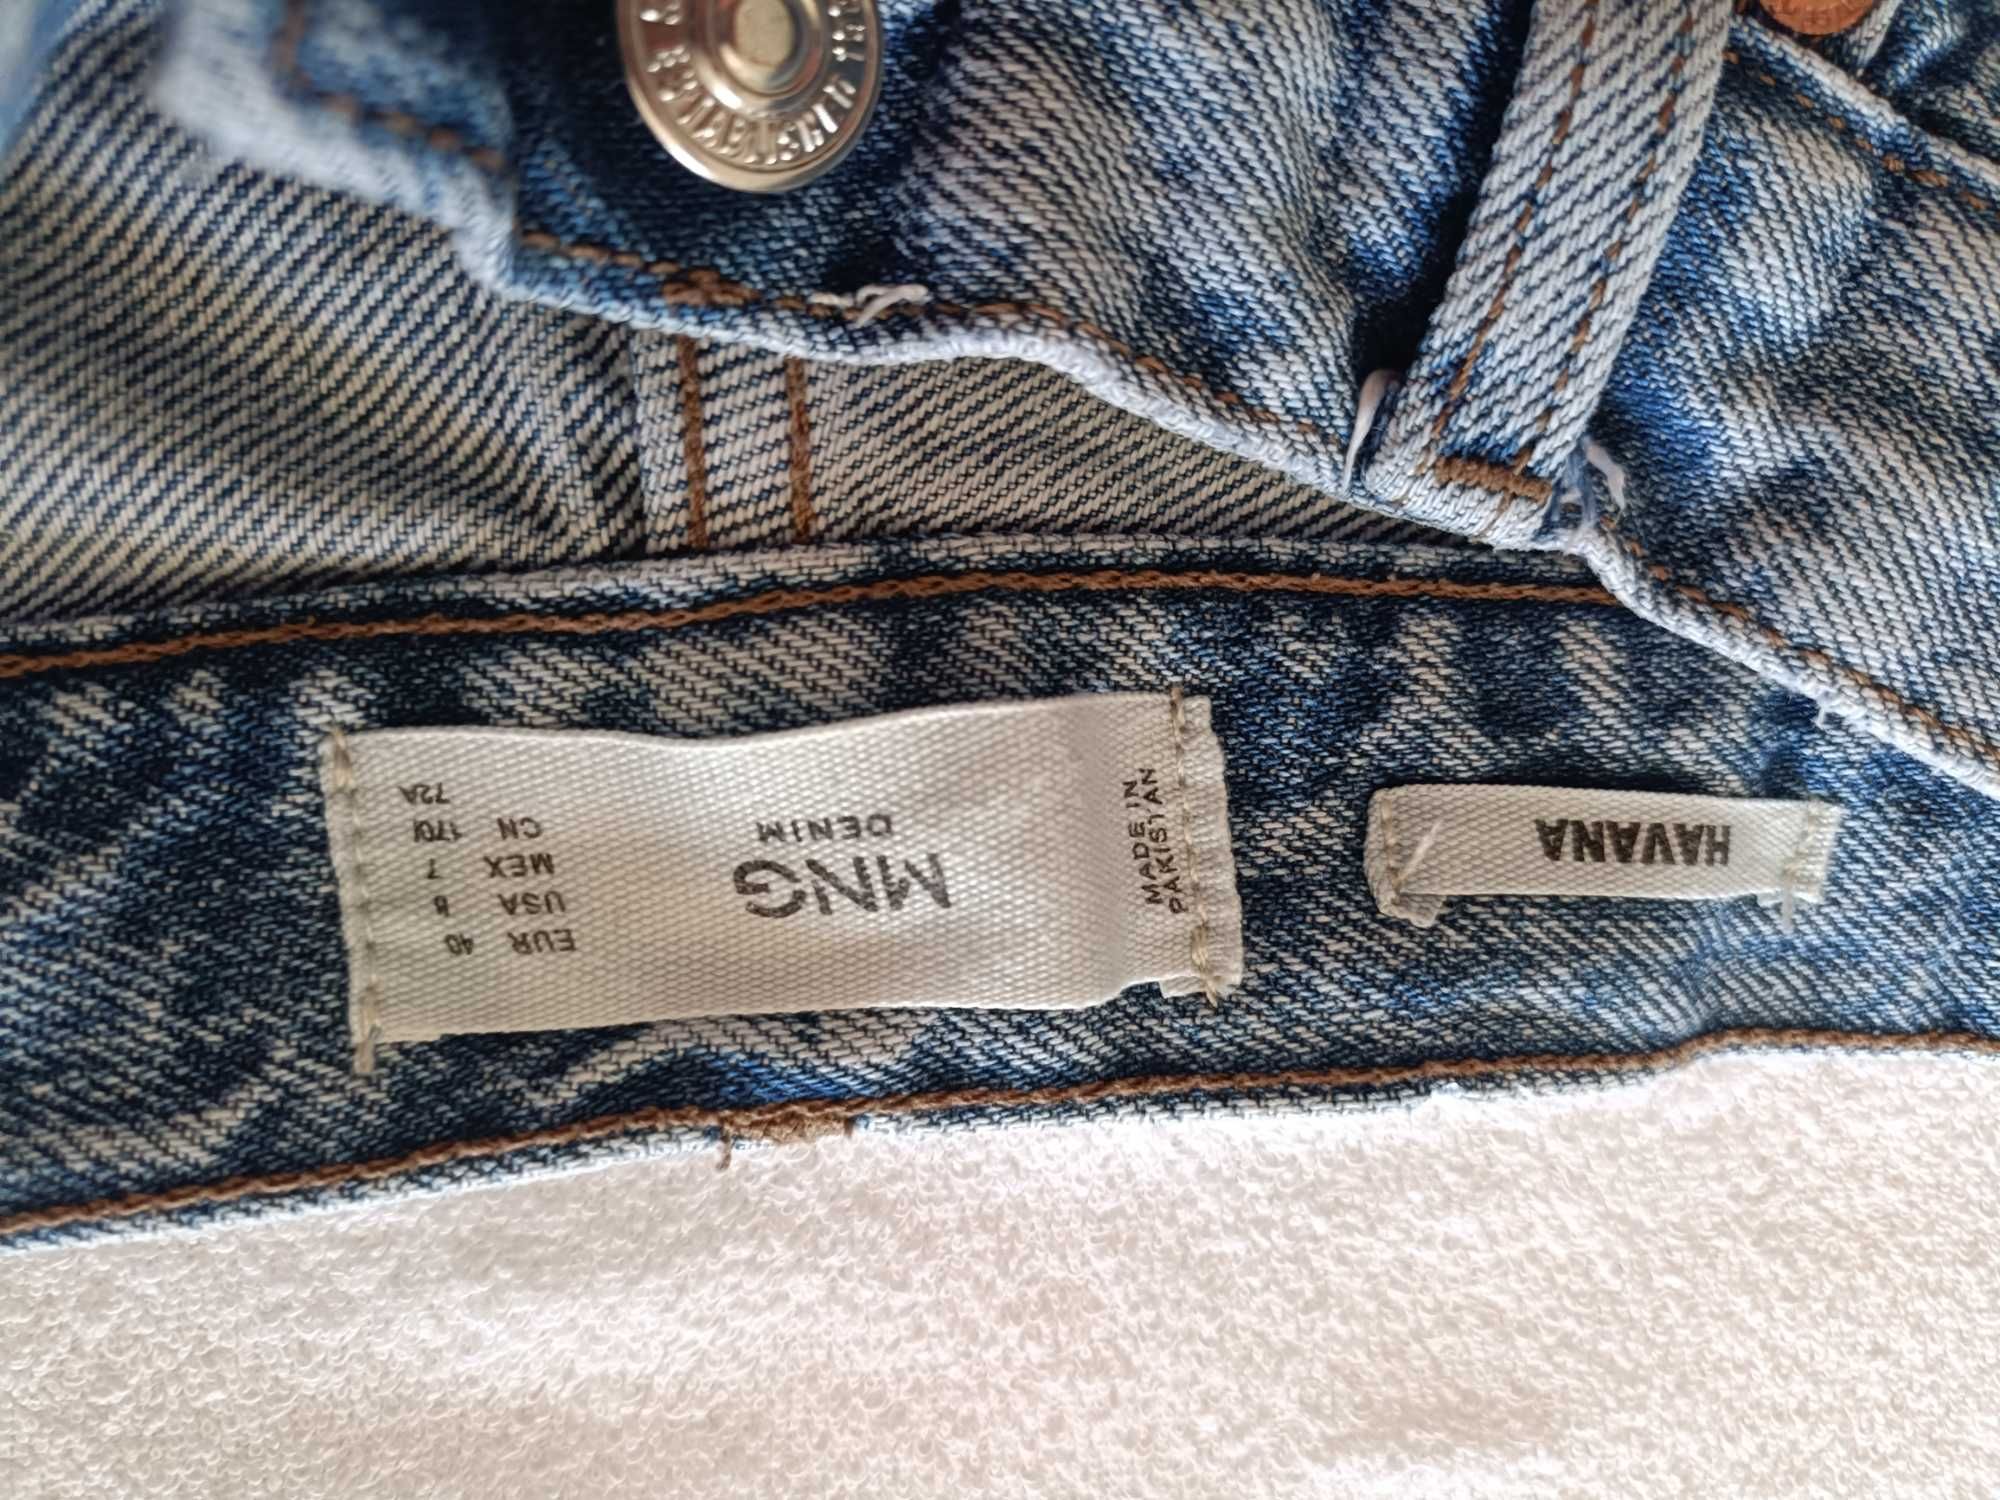 MNG
DENIM
EUR 40
USA 8
MEX 7
CN 170/
72A
MADE IN
PAKISTAN
HAVANA